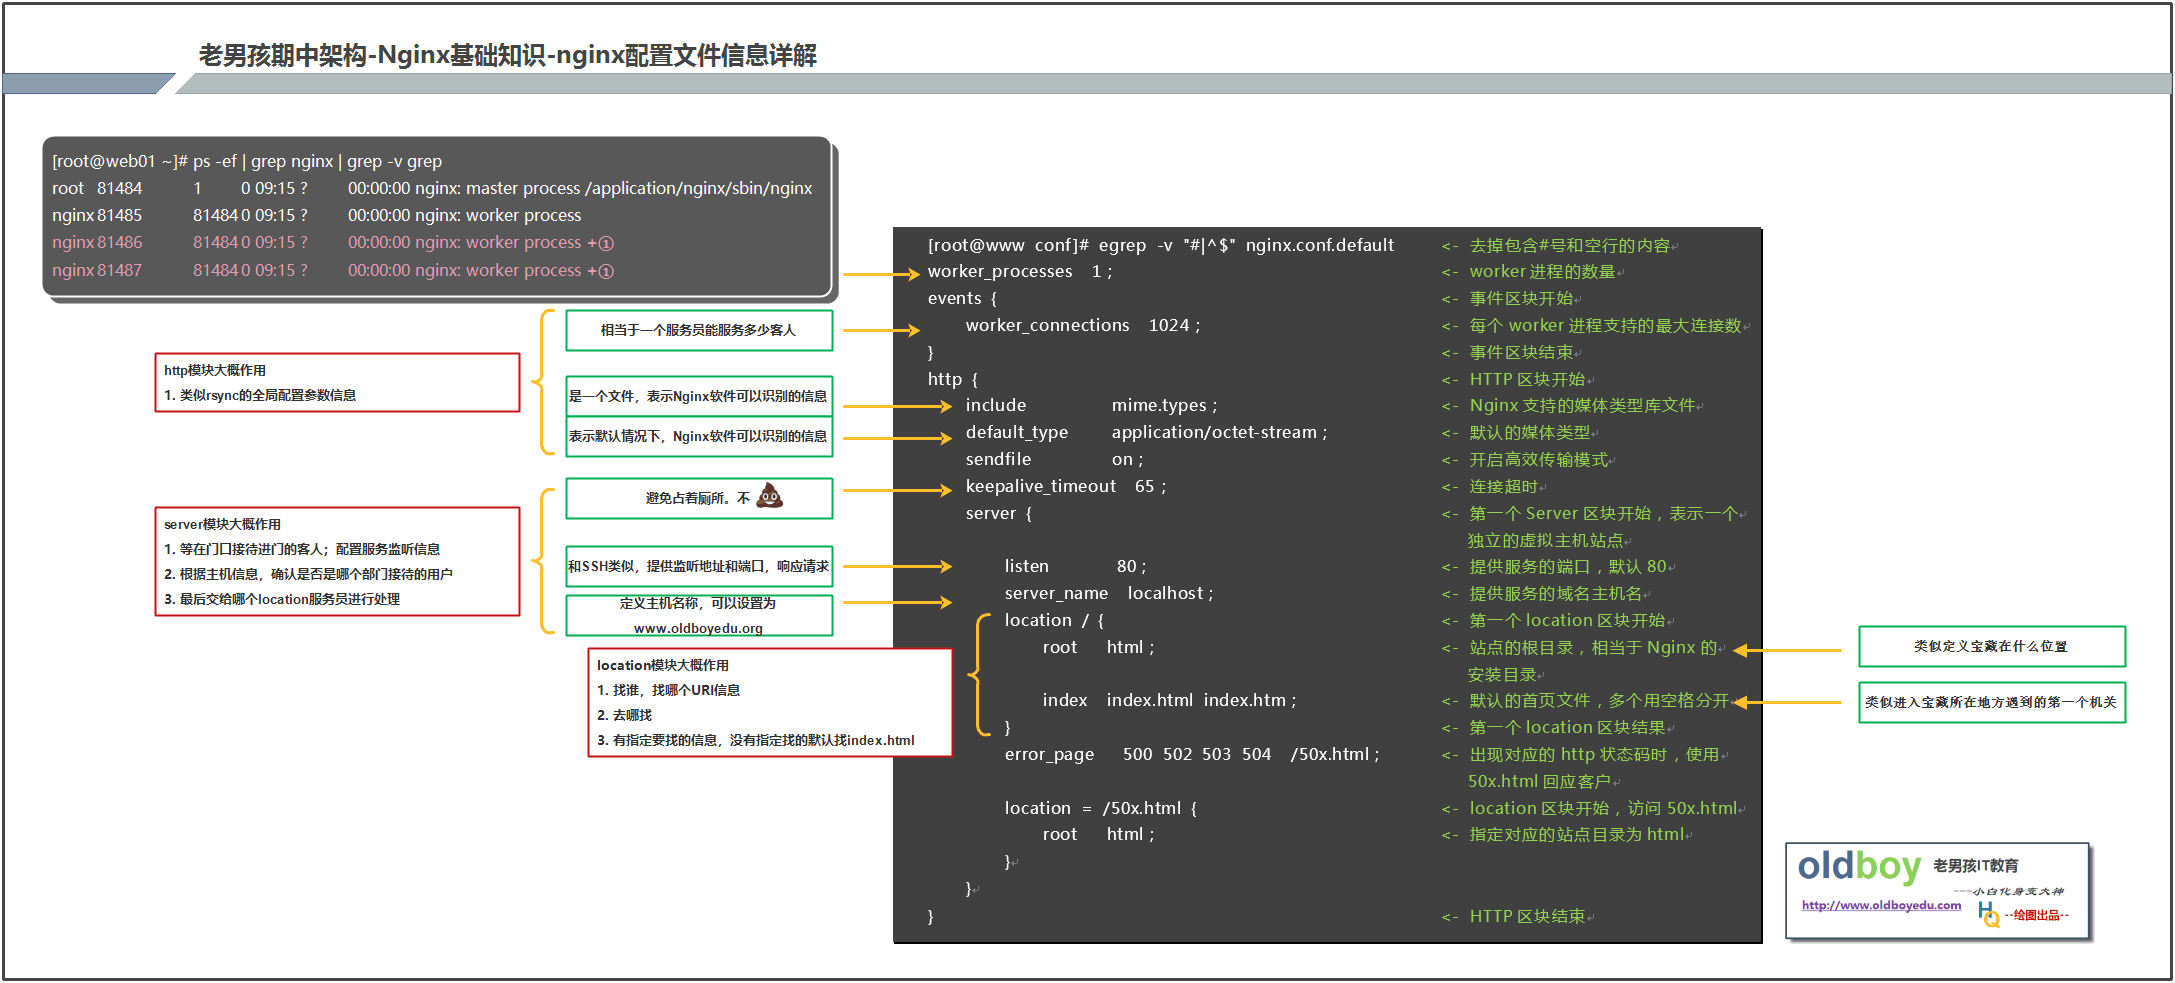 老男孩期中架构-Nginx基础知识-nginx配置文件信息详解
[root@web01 ~]# ps -ef | grep nginx | grep -v grep
root 81484 1 0 09:15 ? 00:00:00 nginx: master process /application/nginx/sbin/nginx
nginx 81485 81484 0 09:15 ? 00:00:00 nginx: worker process
nginx 81486 81484 0 09:15 ? 00:00:00 nginx: worker process +①
nginx 81487 81484 0 09:15 ? 00:00:00 nginx: worker process +①
http模块大概作用
1. 类似rsync的全局配置参数信息
相当于一个服务员能服务多少客人
是一个文件，表示Nginx软件可以识别的信息
表示默认情况下，Nginx软件可以识别的信息
server模块大概作用
1. 等在门口接待进门的客人；配置服务监听信息
2. 根据主机信息，确认是否是哪个部门接待的用户
3. 最后交给哪个location服务员进行处理
避免占着厕所。不 💩
和SSH类似，提供监听地址和端口，响应请求
定义主机名称，可以设置为
www.oldboyedu.org
location模块大概作用
1. 找谁，找哪个URI信息
2. 去哪找
3. 有指定要找的信息，没有指定找的默认找index.html
[root@www conf]# egrep -v "#|^$" nginx.conf.default <- 去掉包含#号和空行的内容
worker_processes 1 ; <- worker 进程的数量
events { <- 事件区块开始
worker_connections 1024 ; <- 每个 worker 进程支持的最大连接数
} <- 事件区块结束
http { <- HTTP 区块开始
include mime.types ; <- Nginx 支持的媒体类型库文件
default_type application/octet-stream ; <- 默认的媒体类型
sendfile on ; <- 开启高效传输模式
keepalive_timeout 65 ; <- 连接超时
server { <- 第一个 Server 区块开始，表示一个
独立的虚拟主机站点
listen 80 ; <- 提供服务的端口，默认 80
server_name localhost ; <- 提供服务的域名主机名
location / { <- 第一个 location 区块开始
root html ; <- 站点的根目录，相当于 Nginx 的
安装目录
index index.html index.htm ; <- 默认的首页文件，多个用空格分开
} <- 第一个 location 区块结果
error_page 500 502 503 504 /50x.html ; <- 出现对应的 http 状态码时，使用
50x.html 回应客户
location = /50x.html { <- location 区块开始，访问 50x.html
root html ; <- 指定对应的站点目录为 html
}
}
} <- HTTP 区块结束
类似定义宝藏在什么位置
类似进入宝藏所在地方遇到的第一个机关
oldboy 老男孩IT教育
---小白化身变大神
http://www.oldboyedu.com HQ --绘图出品--